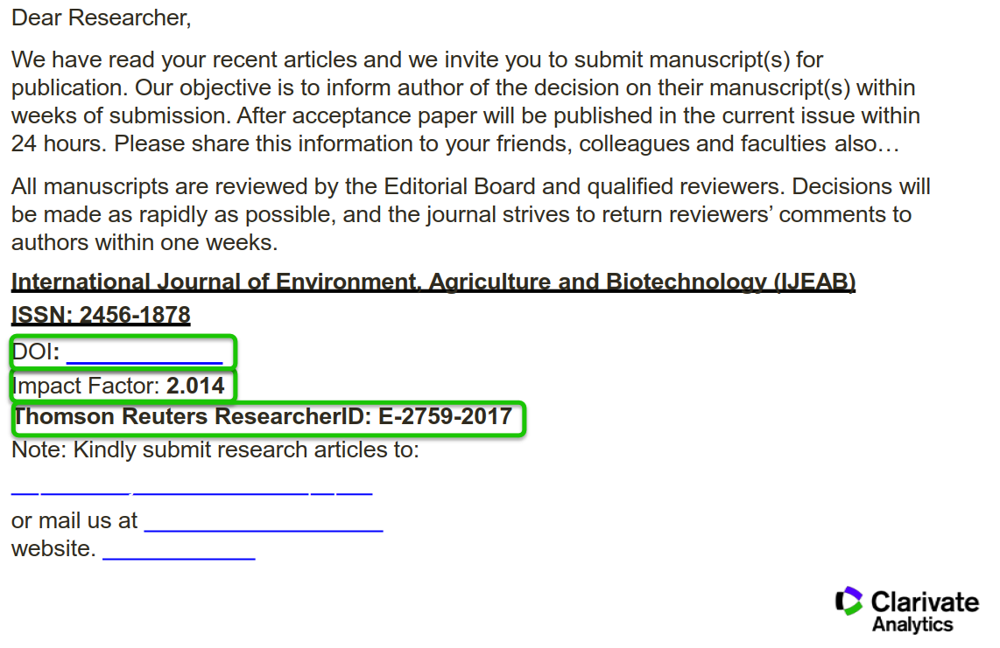 Dear Researcher,
We have read your recent articles and we invite you to submit manuscript(s) for
publication. Our objective is to inform author of the decision on their manuscript(s) within
weeks of submission. After acceptance paper will be published in the current issue within
24 hours. Please share this information to your friends, colleagues and faculties also…
All manuscripts are reviewed by the Editorial Board and qualified reviewers. Decisions will
be made as rapidly as possible, and the journal strives to return reviewers’ comments to
authors within one weeks.
International Journal of Environment, Agriculture and Biotechnology (IJEAB)
ISSN: 2456-1878
DOI:
Impact Factor: 2.014
Thomson Reuters ResearcherID: E-2759-2017
Note: Kindly submit research articles to:
or mail us at
website.
Clarivate
Analytics